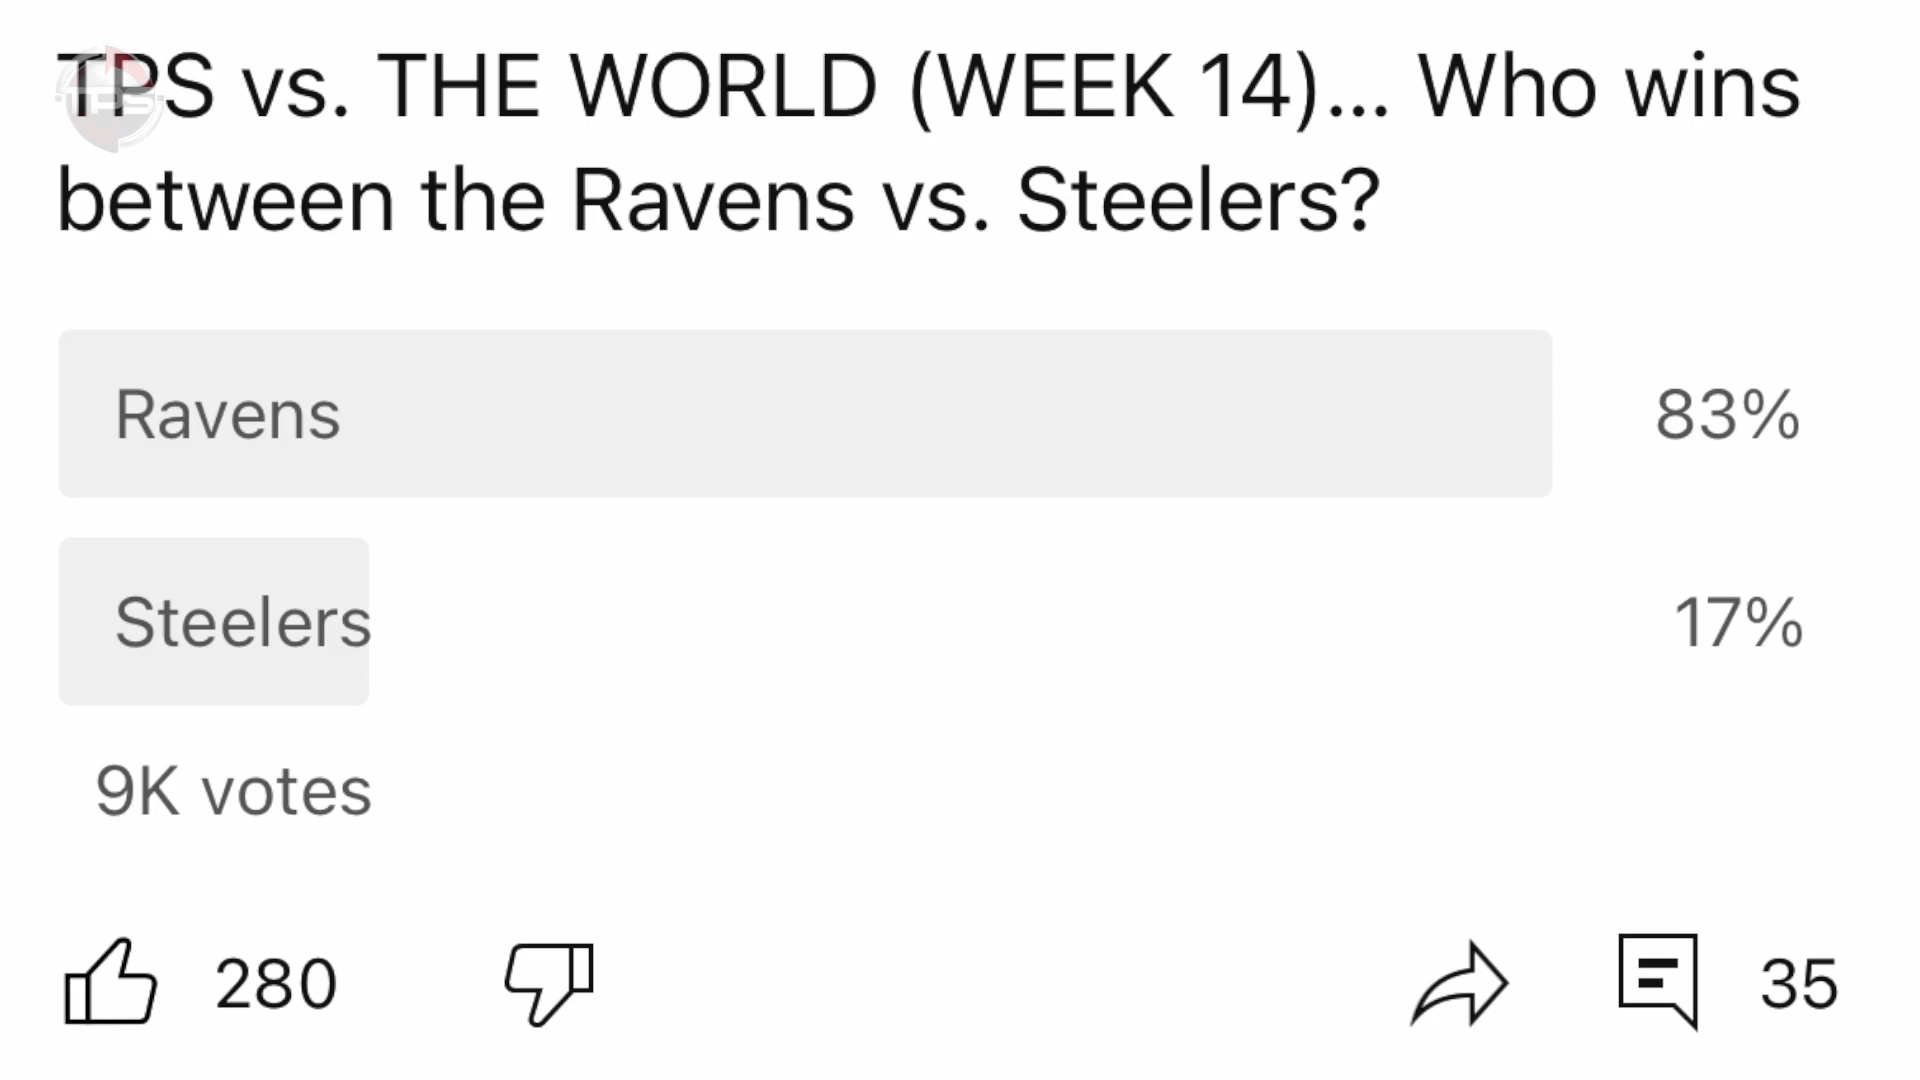 TPS vs. THE WORLD (WEEK 14)... Who wins
between the Ravens vs. Steelers?
TPS
Ravens 83%
Steelers 17%
9K votes
280 35